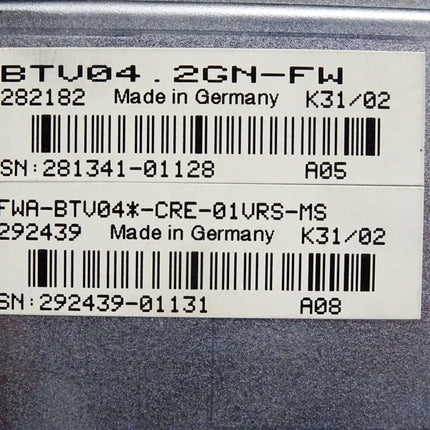 BTV04.2GN-FW
282182 Made in Germany K31/02
SN:281341-01128 A05
FWA-BTV04*-CRE-01VRS-MS
292439 Made in Germany K31/02
SN:292439-01131 A08